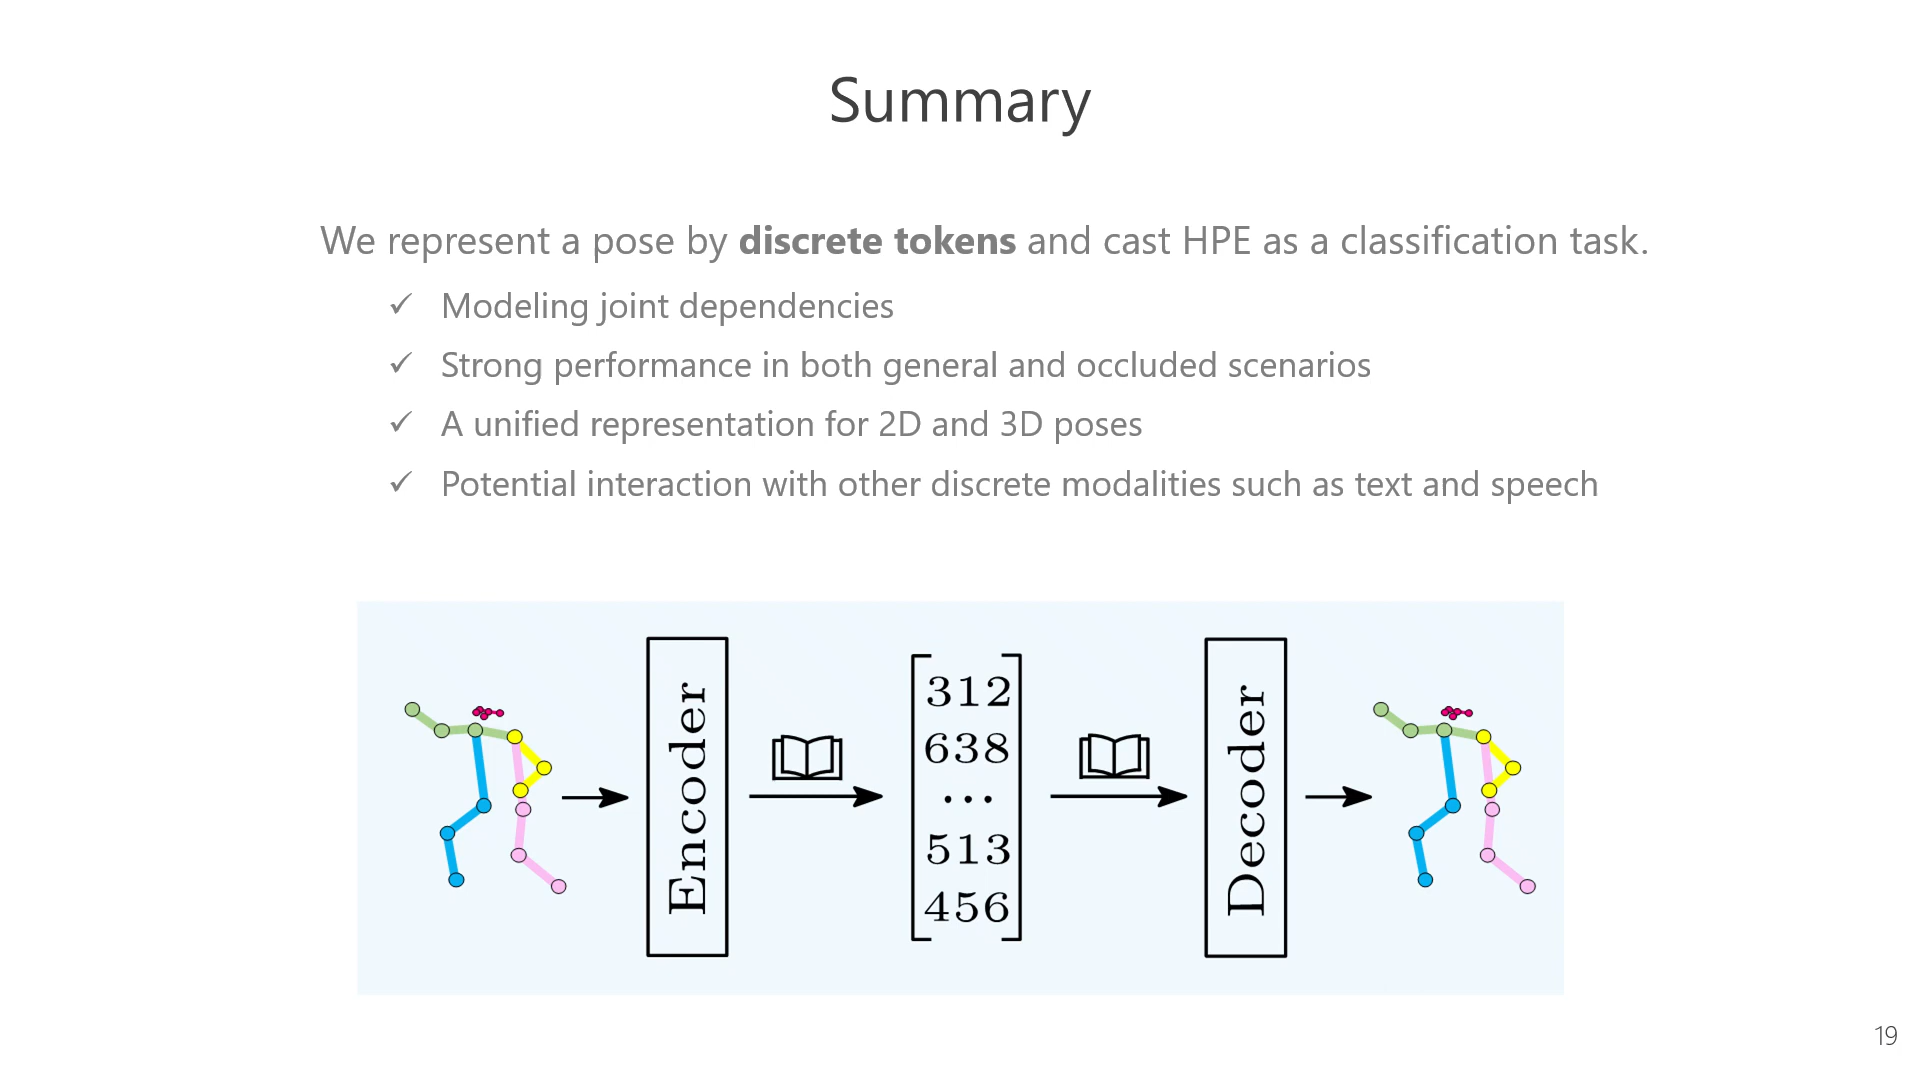 Summary
We represent a pose by discrete tokens and cast HPE as a classification task.
✓ Modeling joint dependencies
✓ Strong performance in both general and occluded scenarios
✓ A unified representation for 2D and 3D poses
✓ Potential interaction with other discrete modalities such as text and speech
Encoder
312
638
...
513
456
Decoder
19